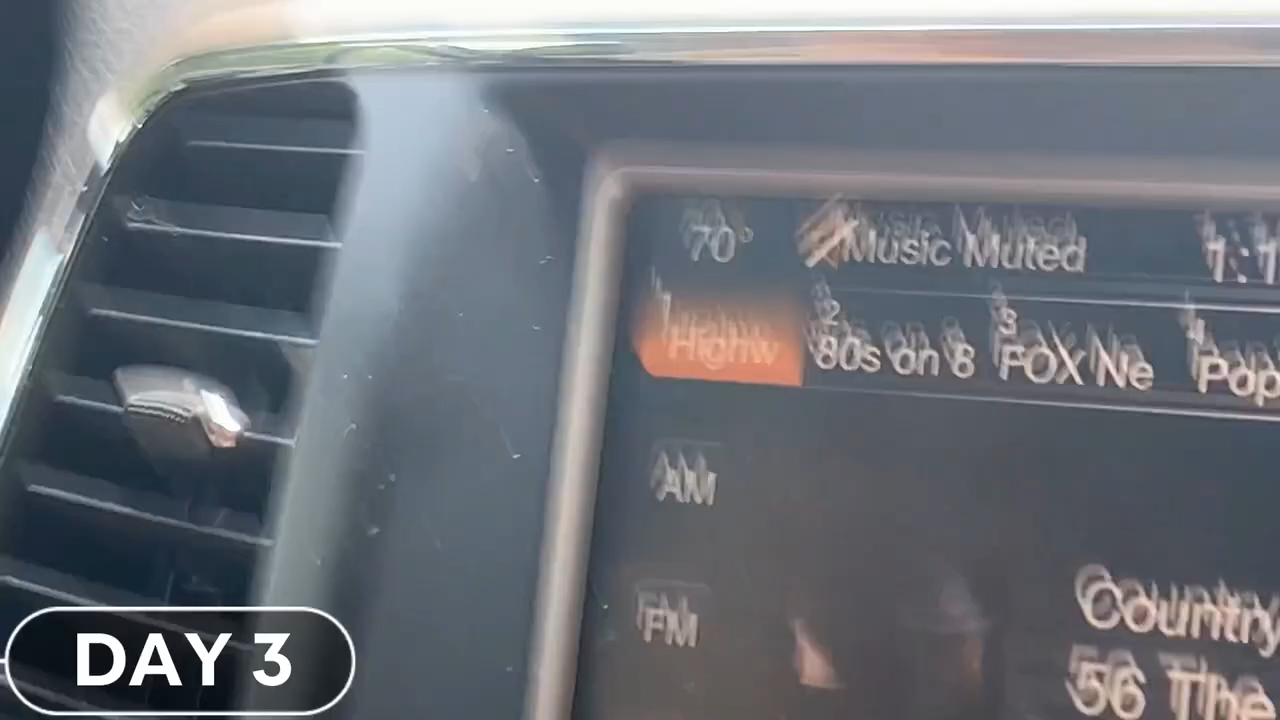 70° Music Muted
1 2 3 4
Highw 80s on 8 FOX Ne Pop
AM
FM
Country
56 The
DAY 3